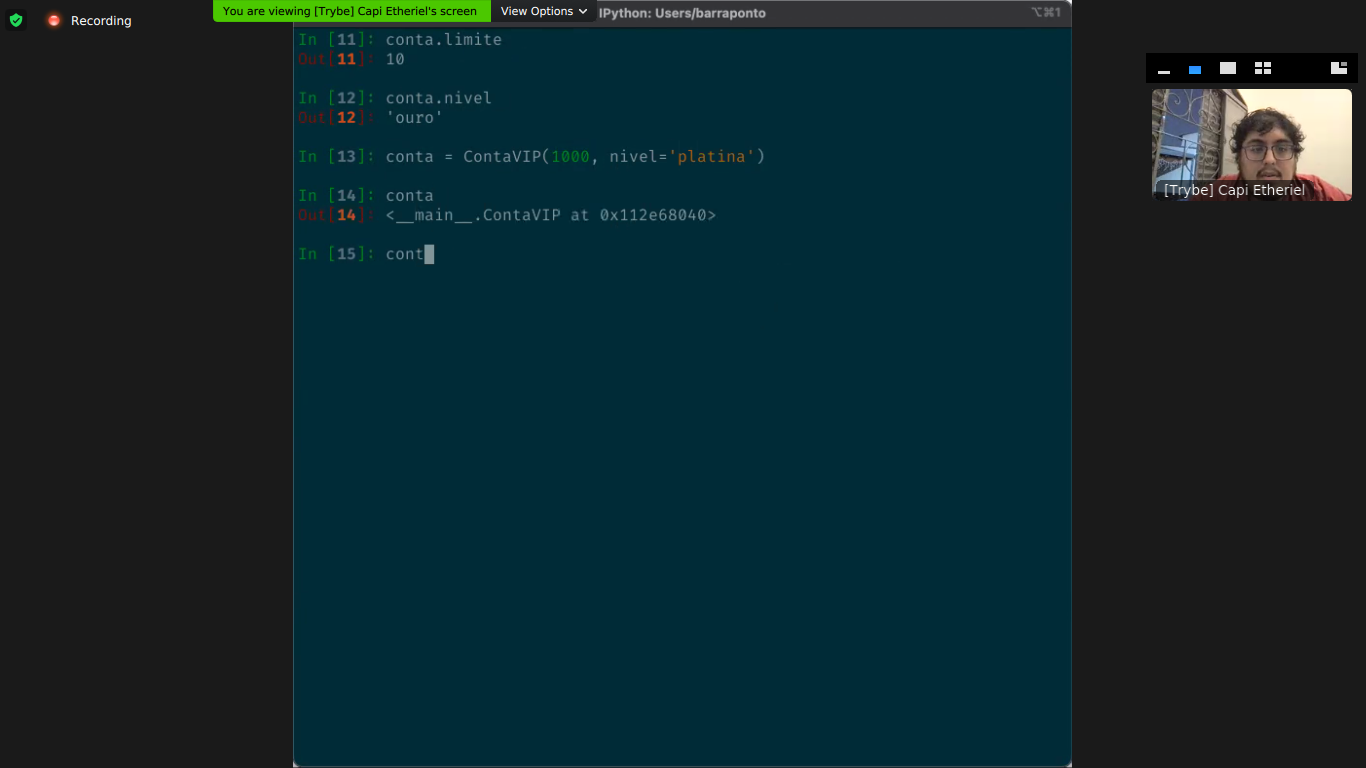 Recording
You are viewing [Trybe] Capi Etheriel's screen
View Options
IPython: Users/barraponto
⌥⌘1
In [11]: conta.limite
Out[11]: 10
In [12]: conta.nivel
Out[12]: 'ouro'
In [13]: conta = ContaVIP(1000, nivel='platina')
In [14]: conta
Out[14]: <__main__.ContaVIP at 0x112e68040>
In [15]: cont
[Trybe] Capi Etheriel